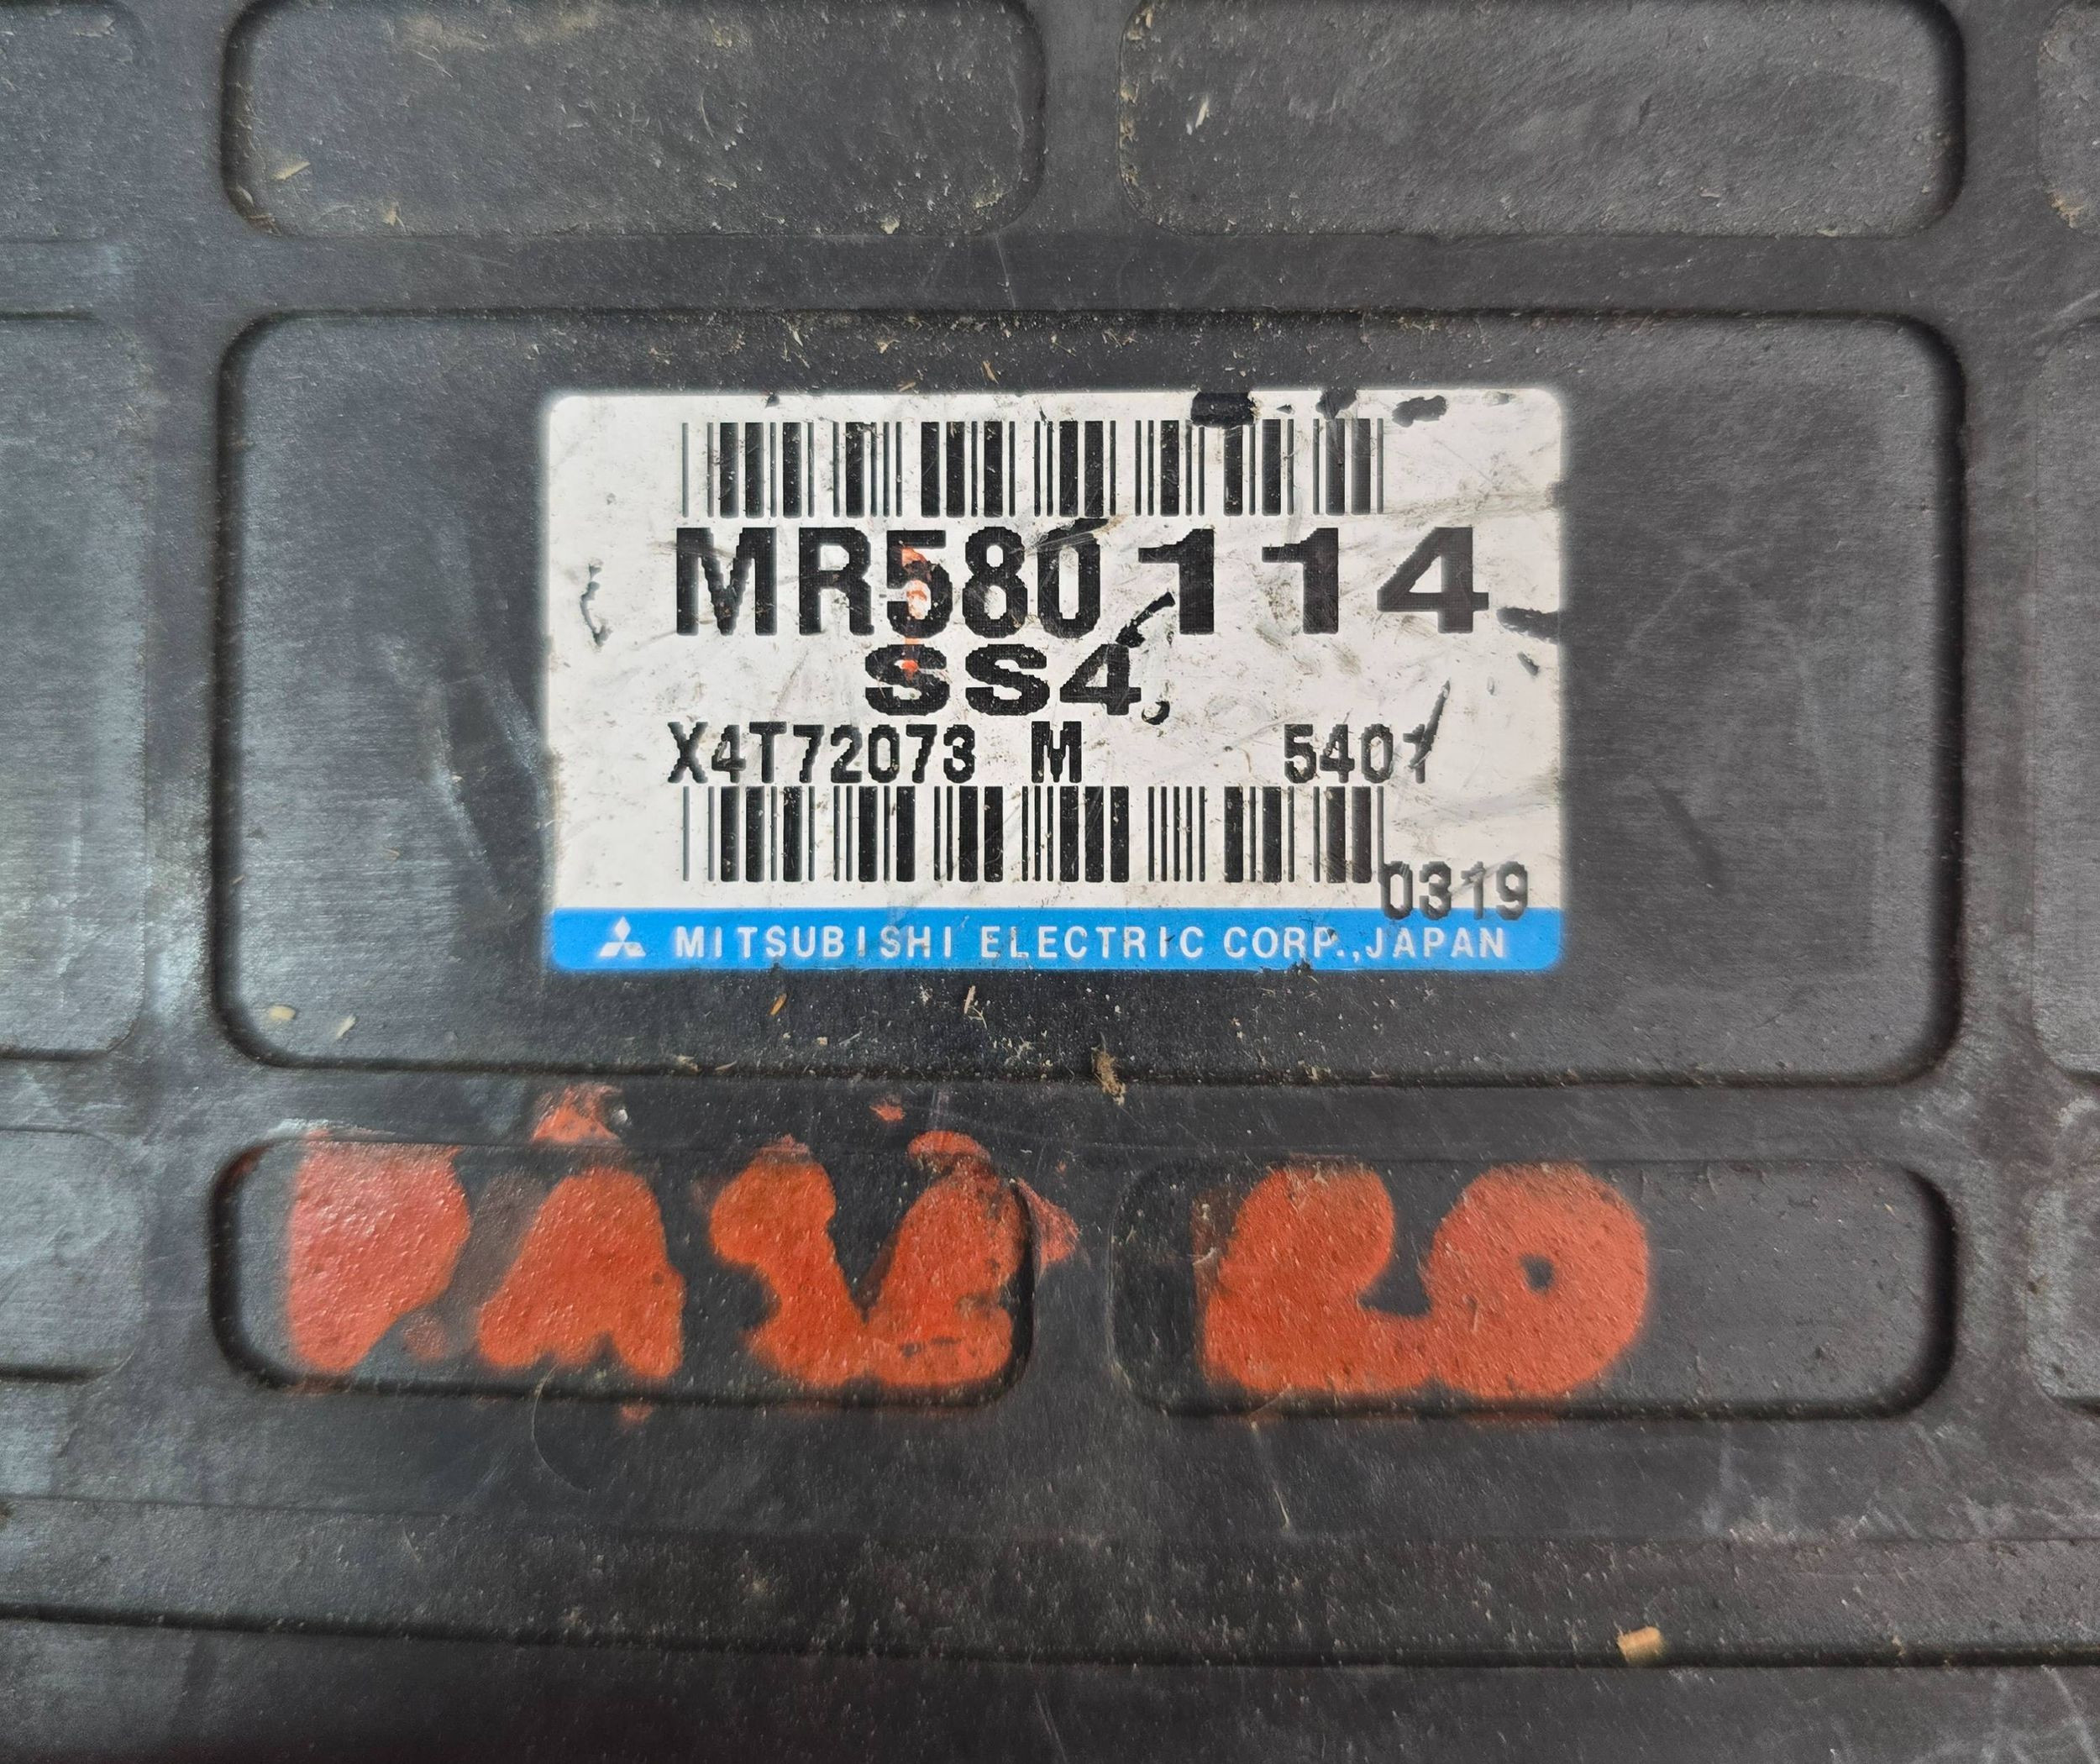 MR580114
SS4
X4T72073 M 5401
0319
MITSUBISHI ELECTRIC CORP.,JAPAN